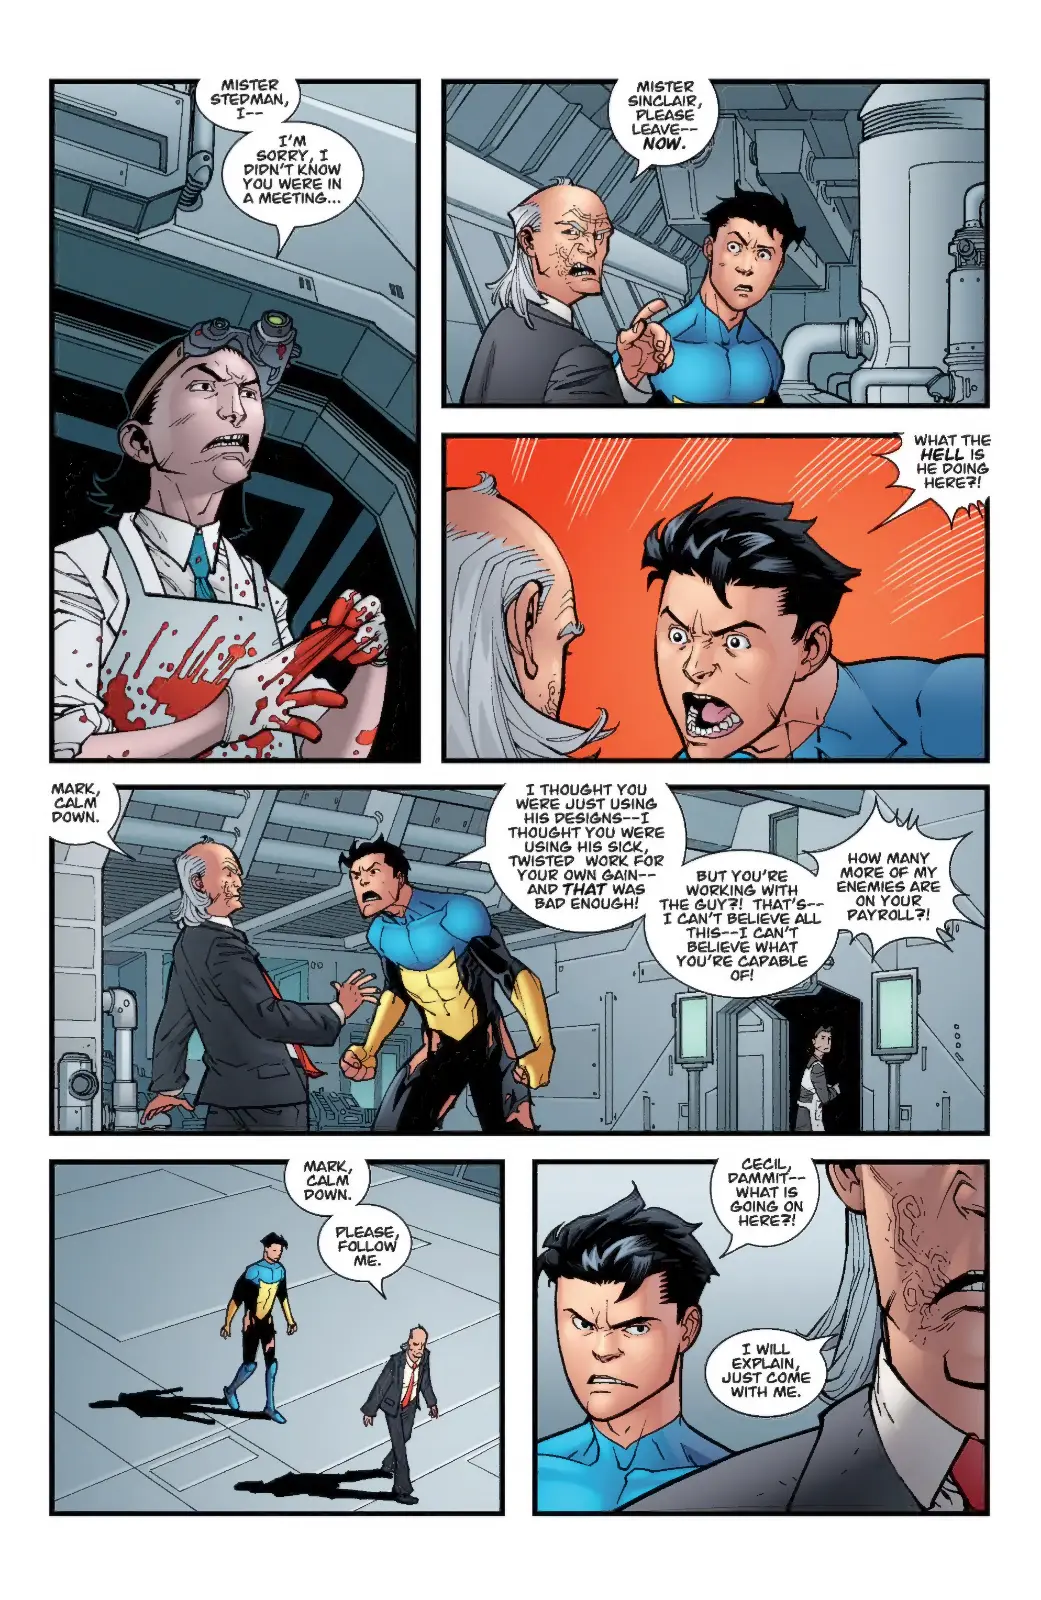 MISTER
STEDMAN,
I--
I'M
SORRY, I
DIDN'T KNOW
YOU WERE IN
A MEETING...
MISTER
SINCLAIR,
PLEASE
LEAVE--
NOW.
WHAT THE
HELL IS
HE DOING
HERE?!
MARK,
CALM
DOWN.
I THOUGHT YOU
WERE JUST USING
HIS DESIGNS--I
THOUGHT YOU WERE
USING HIS SICK,
TWISTED WORK FOR
YOUR OWN GAIN--
AND THAT WAS
BAD ENOUGH!
BUT YOU'RE
WORKING WITH
THE GUY?! THAT'S--
I CAN'T BELIEVE ALL
THIS--I CAN'T
BELIEVE WHAT
YOU'RE CAPABLE
OF!
HOW MANY
MORE OF MY
ENEMIES ARE
ON YOUR
PAYROLL?!
MARK,
CALM
DOWN.
PLEASE,
FOLLOW
ME.
CECIL,
DAMMIT--
WHAT IS
GOING ON
HERE?!
I WILL
EXPLAIN,
JUST COME
WITH ME.